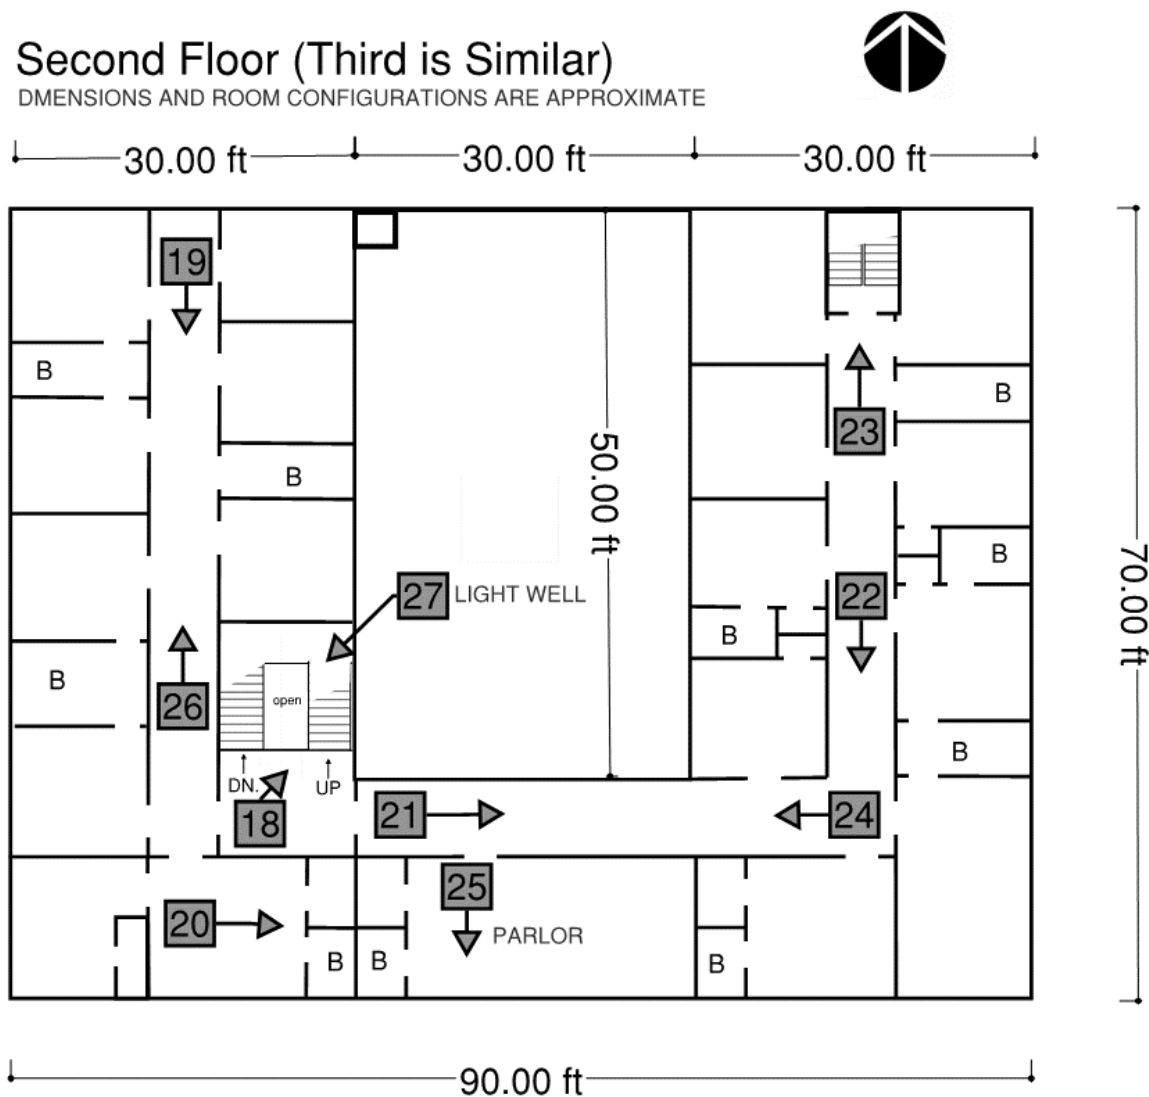 Second Floor (Third is Similar)
DMENSIONS AND ROOM CONFIGURATIONS ARE APPROXIMATE
30.00 ft
30.00 ft
30.00 ft
19
B
B
23
B
50.00 ft
B
70.00 ft
27 LIGHT WELL
22
B
B
26
open
B
DN.
UP
18
21
24
25
20
PARLOR
B
B
B
90.00 ft